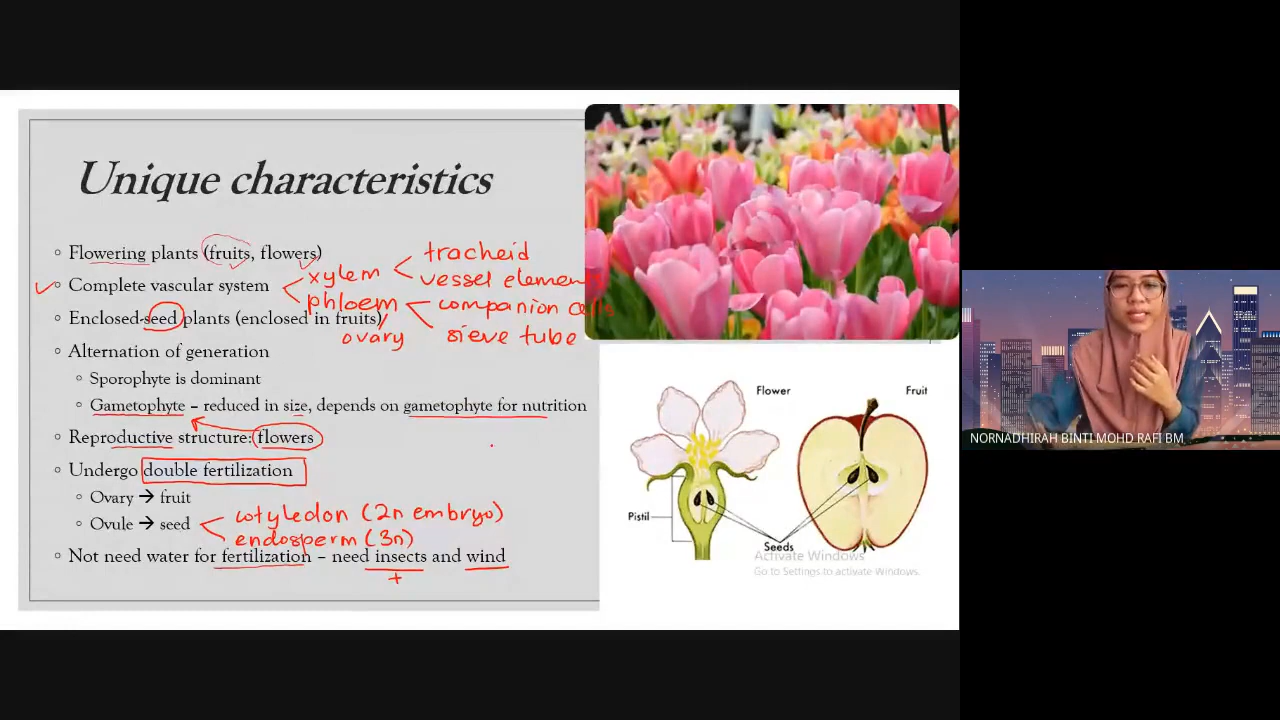 Unique characteristics
◦ Flowering plants (fruits, flowers)
tracheid
xylem
vessel elements
◦ Complete vascular system
phloem
companion cells
◦ Enclosed-seed plants (enclosed in fruits)
ovary
sieve tube
◦ Alternation of generation
◦ Sporophyte is dominant
◦ Gametophyte – reduced in size, depends on gametophyte for nutrition
◦ Reproductive structure: flowers
◦ Undergo double fertilization
◦ Ovary → fruit
cotyledon (2n embryo)
◦ Ovule → seed
endosperm (3n)
◦ Not need water for fertilization – need insects and wind
+
Flower
Fruit
Pistil
Seeds
Activate Windows
Go to Settings to activate Windows.
NORNADHIRAH BINTI MOHD RAFI BM